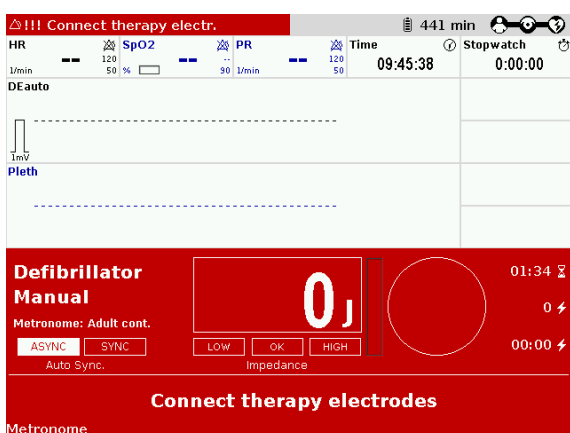 !!! Connect therapy electr.
441 min
HR
--
120
50
1/min
SpO2
--
--
90
%
PR
--
120
50
1/min
Time
09:45:38
Stopwatch
0:00:00
DEauto
1mV
Pleth
Defibrillator
Manual
Metronome: Adult cont.
ASYNC SYNC
Auto Sync.
0 J
LOW OK HIGH
Impedance
01:34
0
00:00
Connect therapy electrodes
Metronome